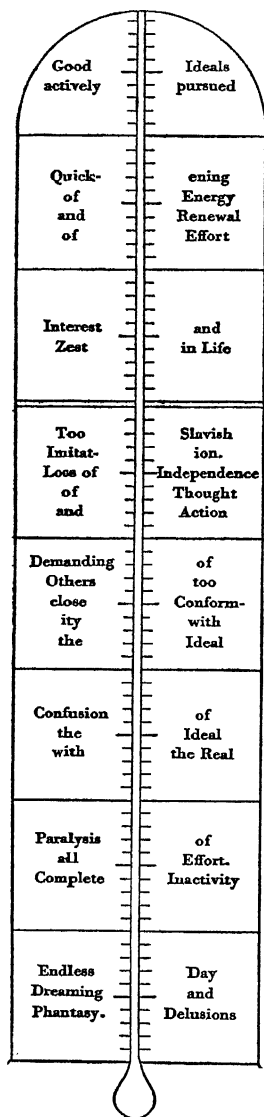 Good Ideals
actively pursued
Quick- ening
of Energy
and Renewal
of Effort
Interest and
Zest in Life
Too Slavish
Imitat- ion.
Loss of Independence
of Thought
and Action
Demanding of
Others too
close Conform-
ity with
the Ideal
Confusion of
the Ideal
with the Real
Paralysis of
all Effort.
Complete Inactivity
Endless Day
Dreaming and
Phantasy. Delusions